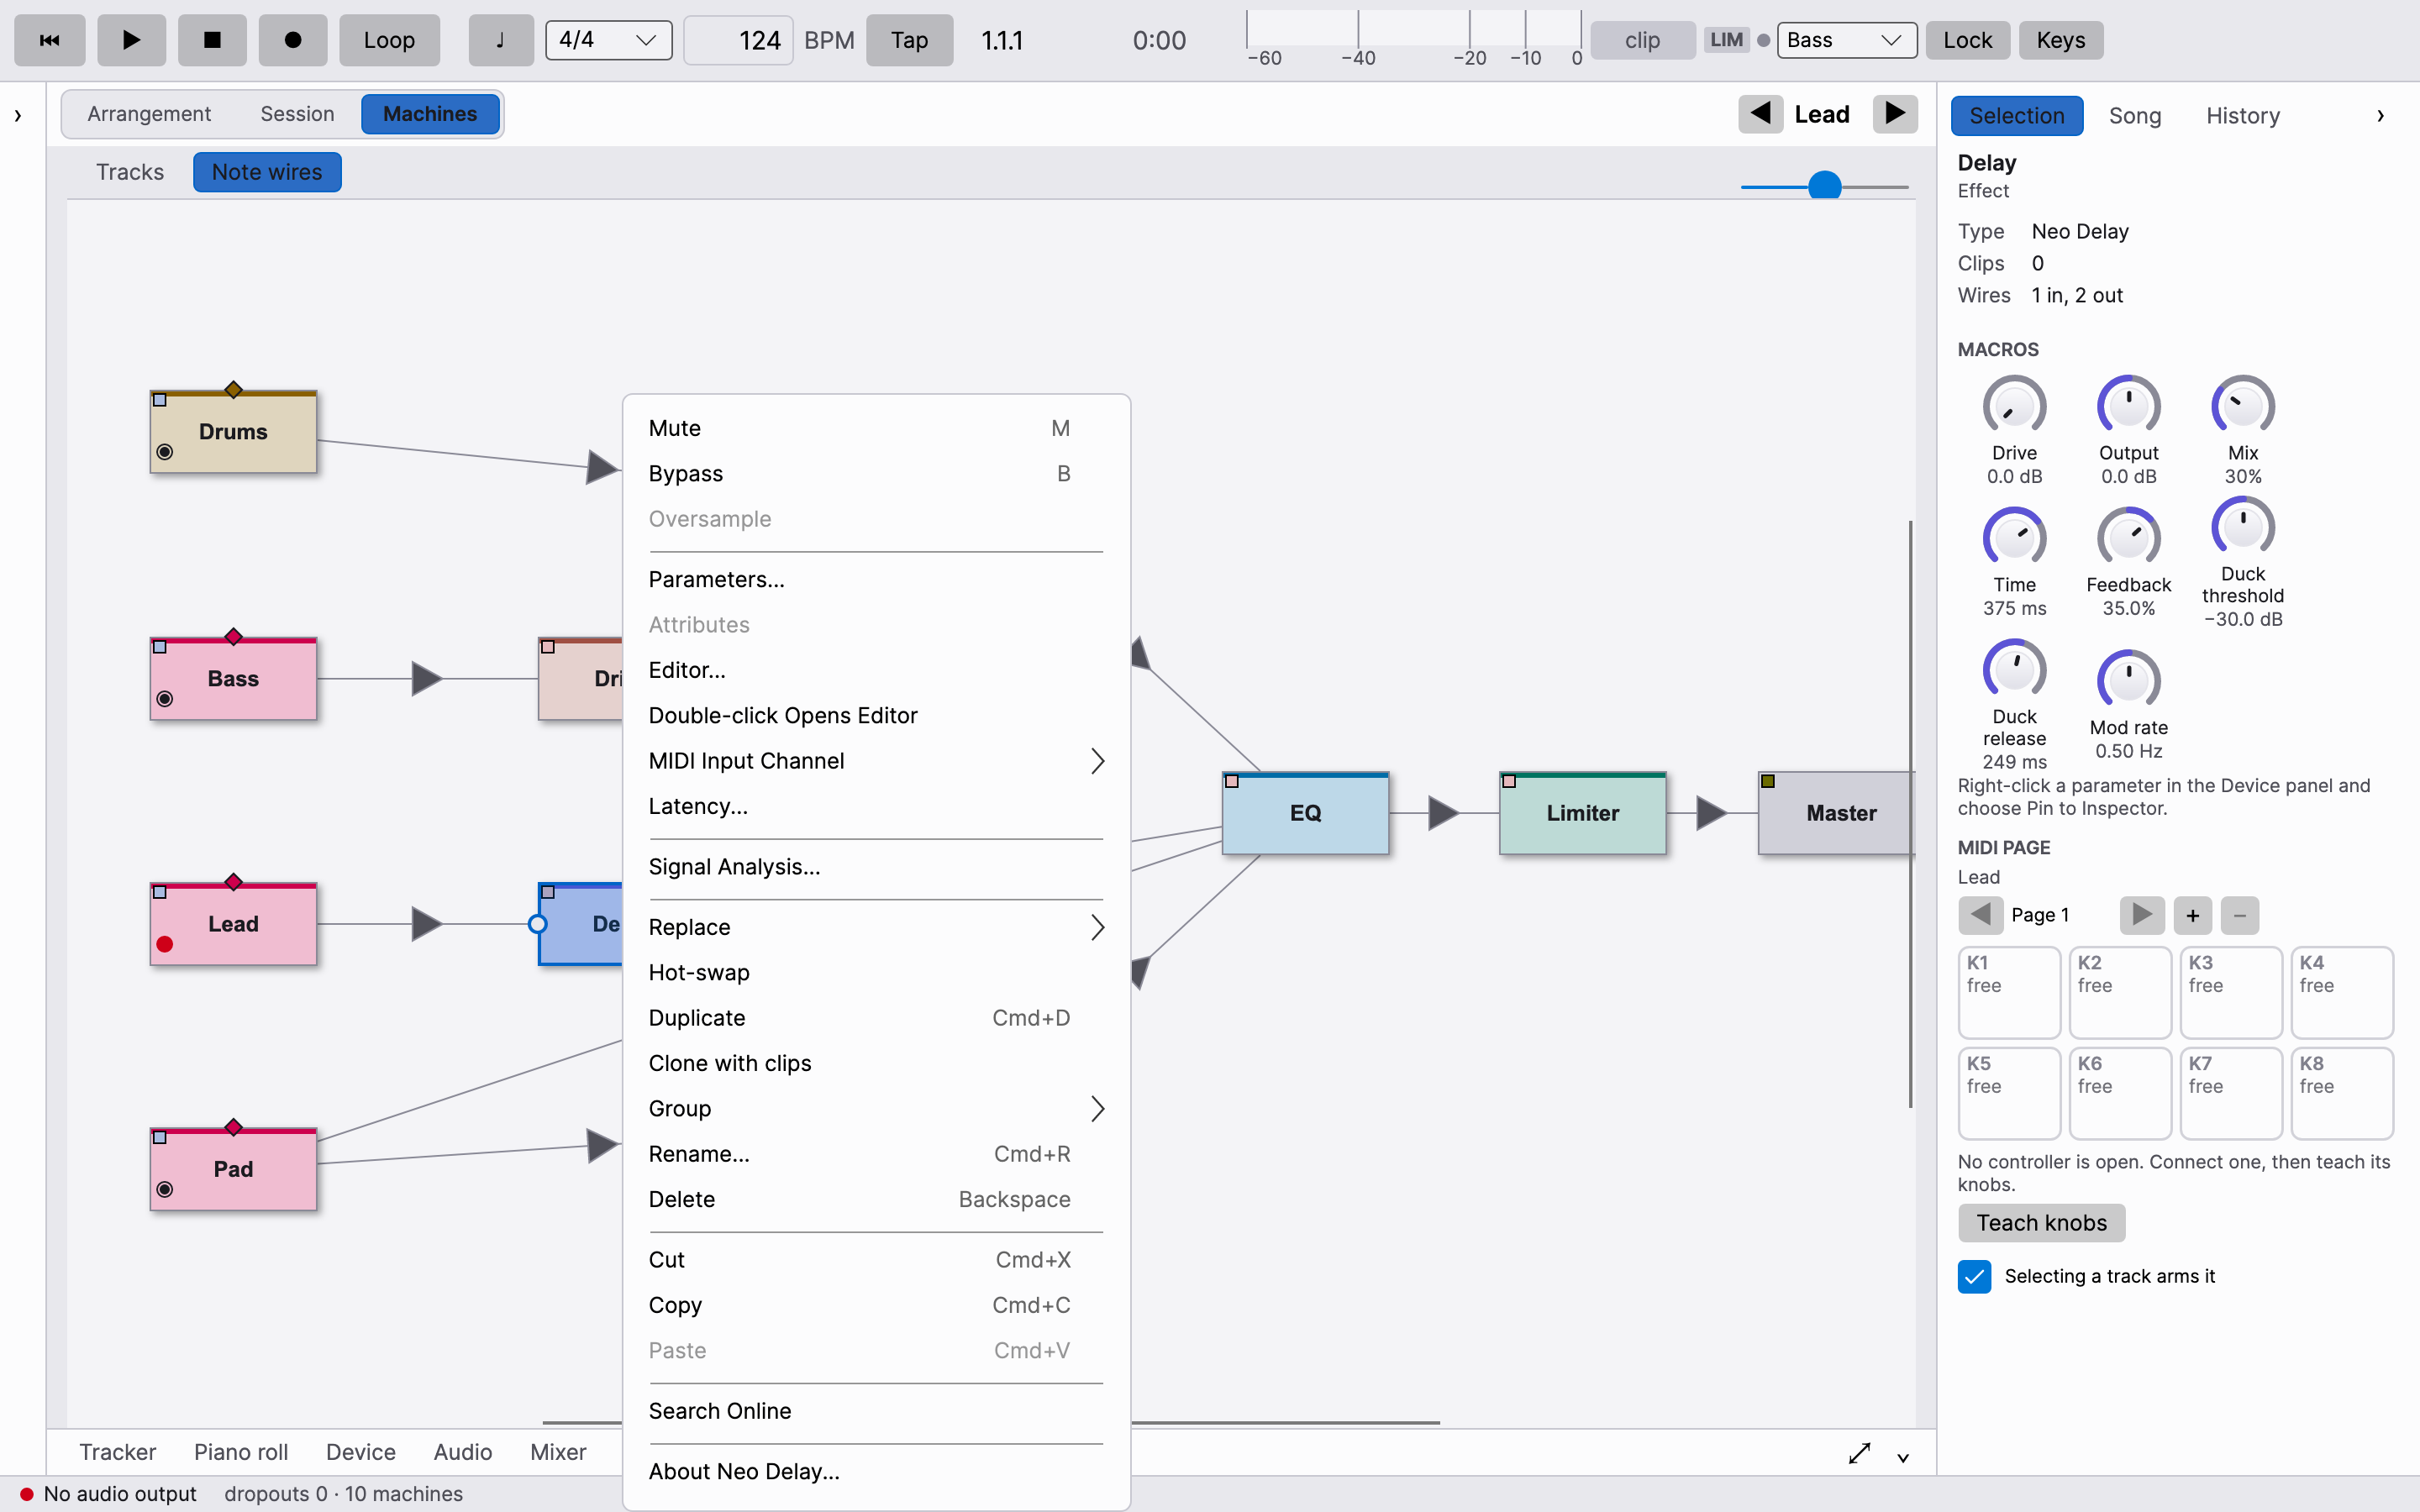 Loop
4/4
124
BPM
Tap
1.1.1
0:00
−60
−40
−20
−10
0
clip
LIM
Bass
Lock
Keys
Arrangement
Session
Machines
Lead
Selection
Song
History
Tracks
Note wires
Delay
Effect
Type Neo Delay
Clips 0
Wires 1 in, 2 out
MACROS
Drive
0.0 dB
Output
0.0 dB
Mix
30%
Time
375 ms
Feedback
35.0%
Duck
threshold
−30.0 dB
Duck
release
249 ms
Mod rate
0.50 Hz
Right-click a parameter in the Device panel and
choose Pin to Inspector.
MIDI PAGE
Lead
Page 1
+
−
K1
free
K2
free
K3
free
K4
free
K5
free
K6
free
K7
free
K8
free
No controller is open. Connect one, then teach its
knobs.
Teach knobs
Selecting a track arms it
Drums
Bass
Dri
Lead
De
Pad
EQ
Limiter
Master
Mute M
Bypass B
Oversample
Parameters...
Attributes
Editor...
Double-click Opens Editor
MIDI Input Channel
Latency...
Signal Analysis...
Replace
Hot-swap
Duplicate Cmd+D
Clone with clips
Group
Rename... Cmd+R
Delete Backspace
Cut Cmd+X
Copy Cmd+C
Paste Cmd+V
Search Online
About Neo Delay...
Tracker
Piano roll
Device
Audio
Mixer
No audio output
dropouts 0 · 10 machines